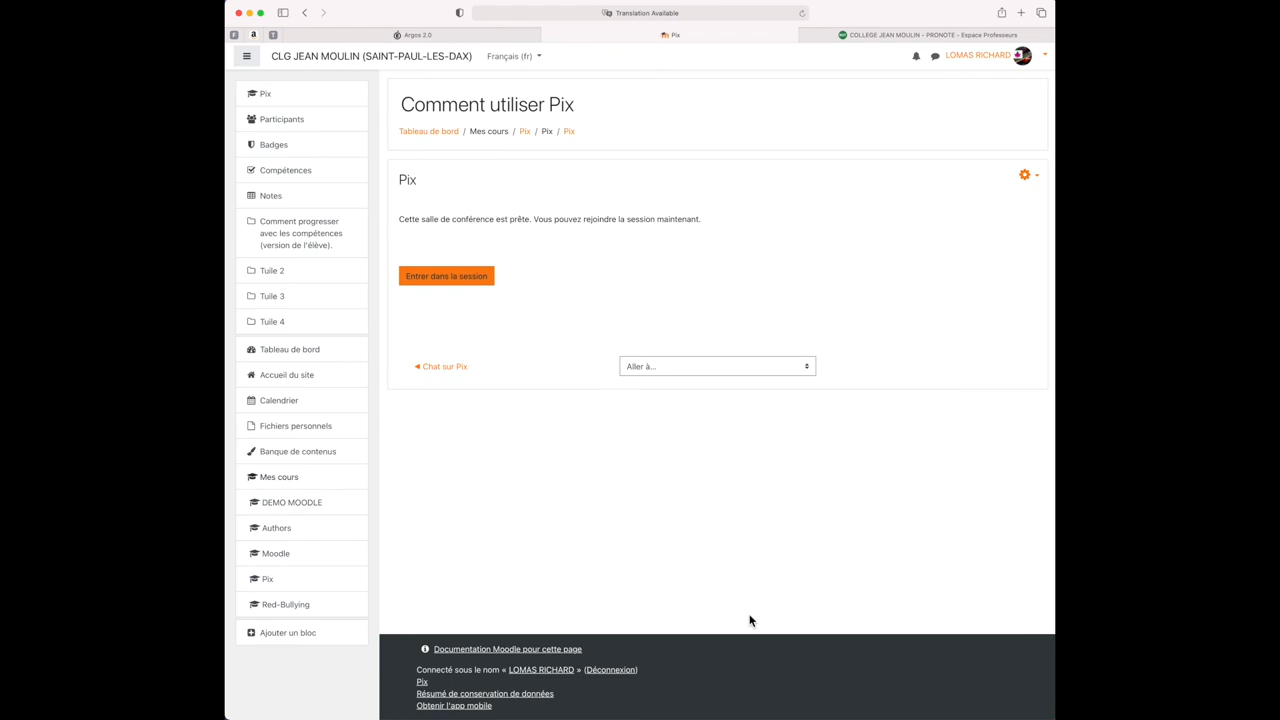 Translation Available
Argos 2.0
Pix
COLLEGE JEAN MOULIN - PRONOTE - Espace Professeurs
CLG JEAN MOULIN (SAINT-PAUL-LES-DAX)
Français (fr)
LOMAS RICHARD
Pix
Participants
Badges
Compétences
Notes
Comment progresser
avec les compétences
(version de l'élève).
Tuile 2
Tuile 3
Tuile 4
Tableau de bord
Accueil du site
Calendrier
Fichiers personnels
Banque de contenus
Mes cours
DEMO MOODLE
Authors
Moodle
Pix
Red-Bullying
Ajouter un bloc
Comment utiliser Pix
Tableau de bord / Mes cours / Pix / Pix / Pix
Pix
Cette salle de conférence est prête. Vous pouvez rejoindre la session maintenant.
Entrer dans la session
◀ Chat sur Pix
Aller à...
Documentation Moodle pour cette page
Connecté sous le nom « LOMAS RICHARD » (Déconnexion)
Pix
Résumé de conservation de données
Obtenir l'app mobile